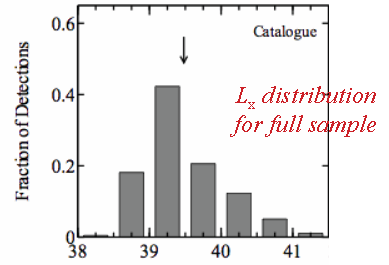 0.6
Catalogue
0.4
Lx distribution
for full sample
Fraction of Detections
0.2
0
38 39 40 41